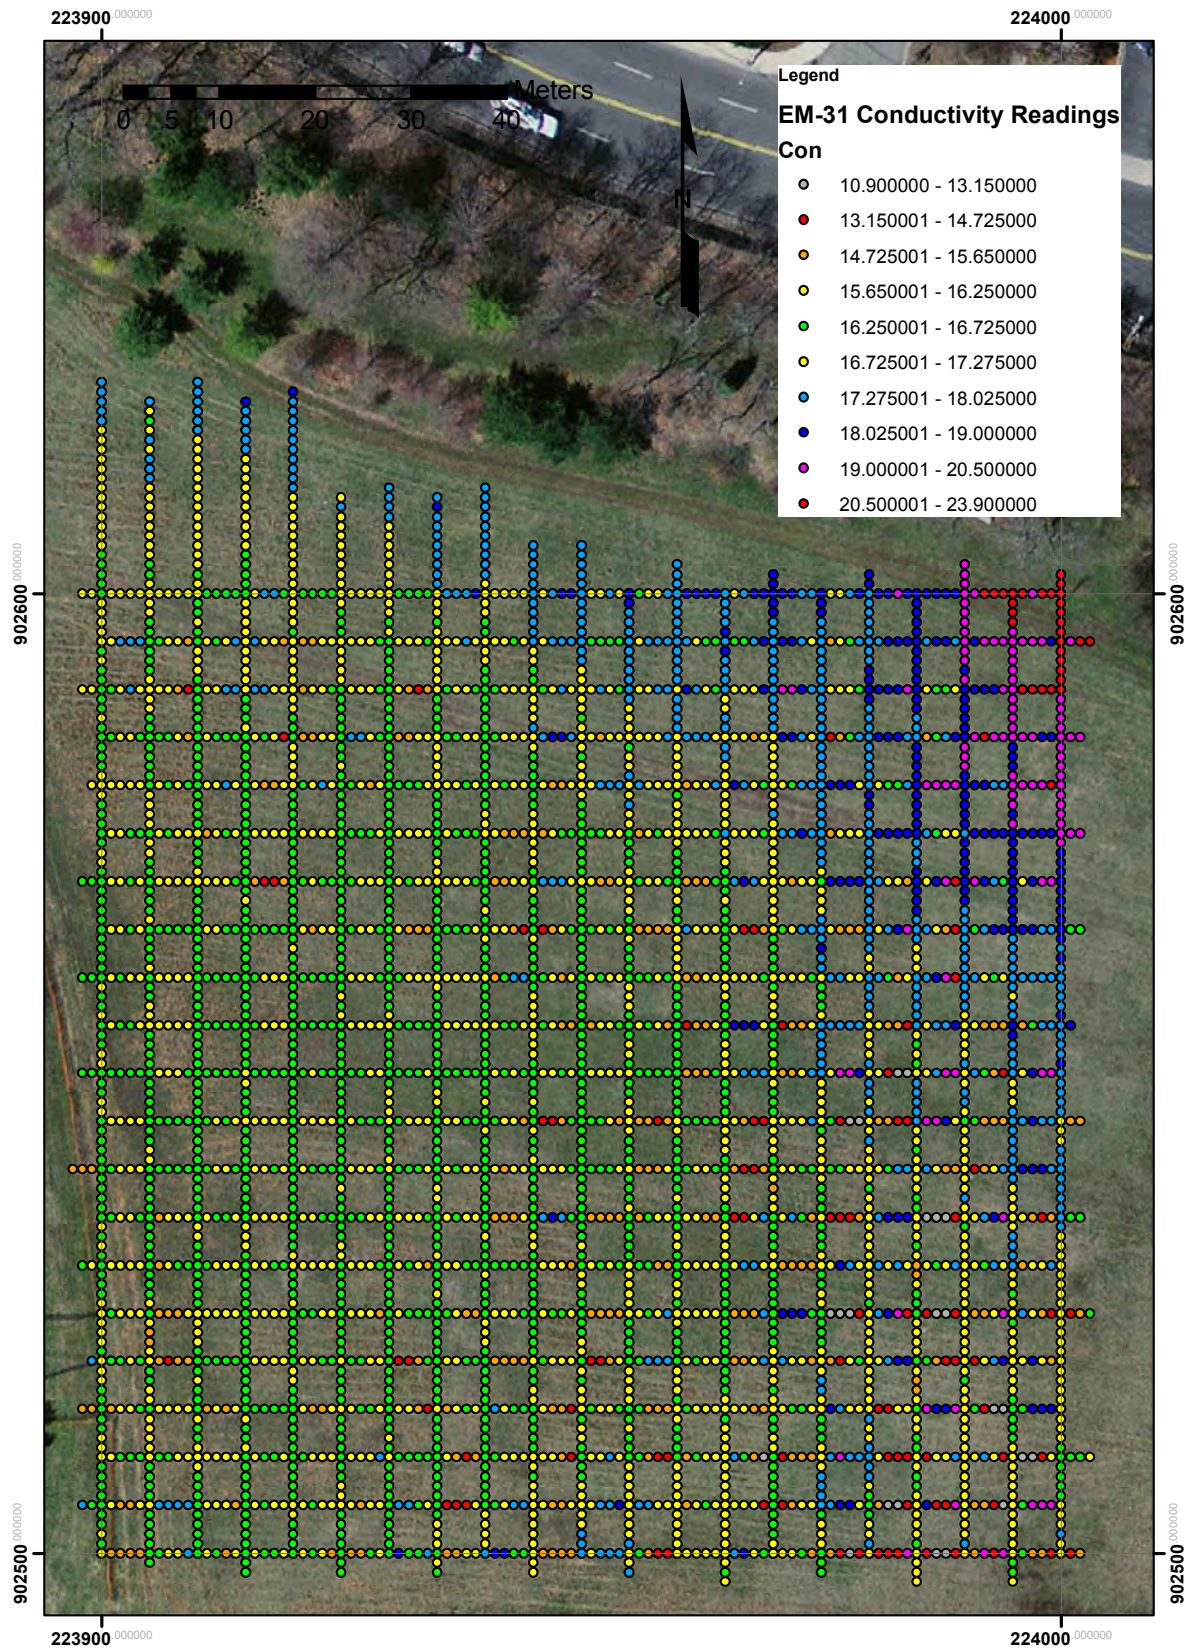 223900.000000 224000.000000
Meters
0 5 10 20 30 40
N
Legend
EM-31 Conductivity Readings
Con
10.900000 - 13.150000
13.150001 - 14.725000
14.725001 - 15.650000
15.650001 - 16.250000
16.250001 - 16.725000
16.725001 - 17.275000
17.275001 - 18.025000
18.025001 - 19.000000
19.000001 - 20.500000
20.500001 - 23.900000
902600.000000 902600.000000
902500.000000 902500.000000
223900.000000 224000.000000